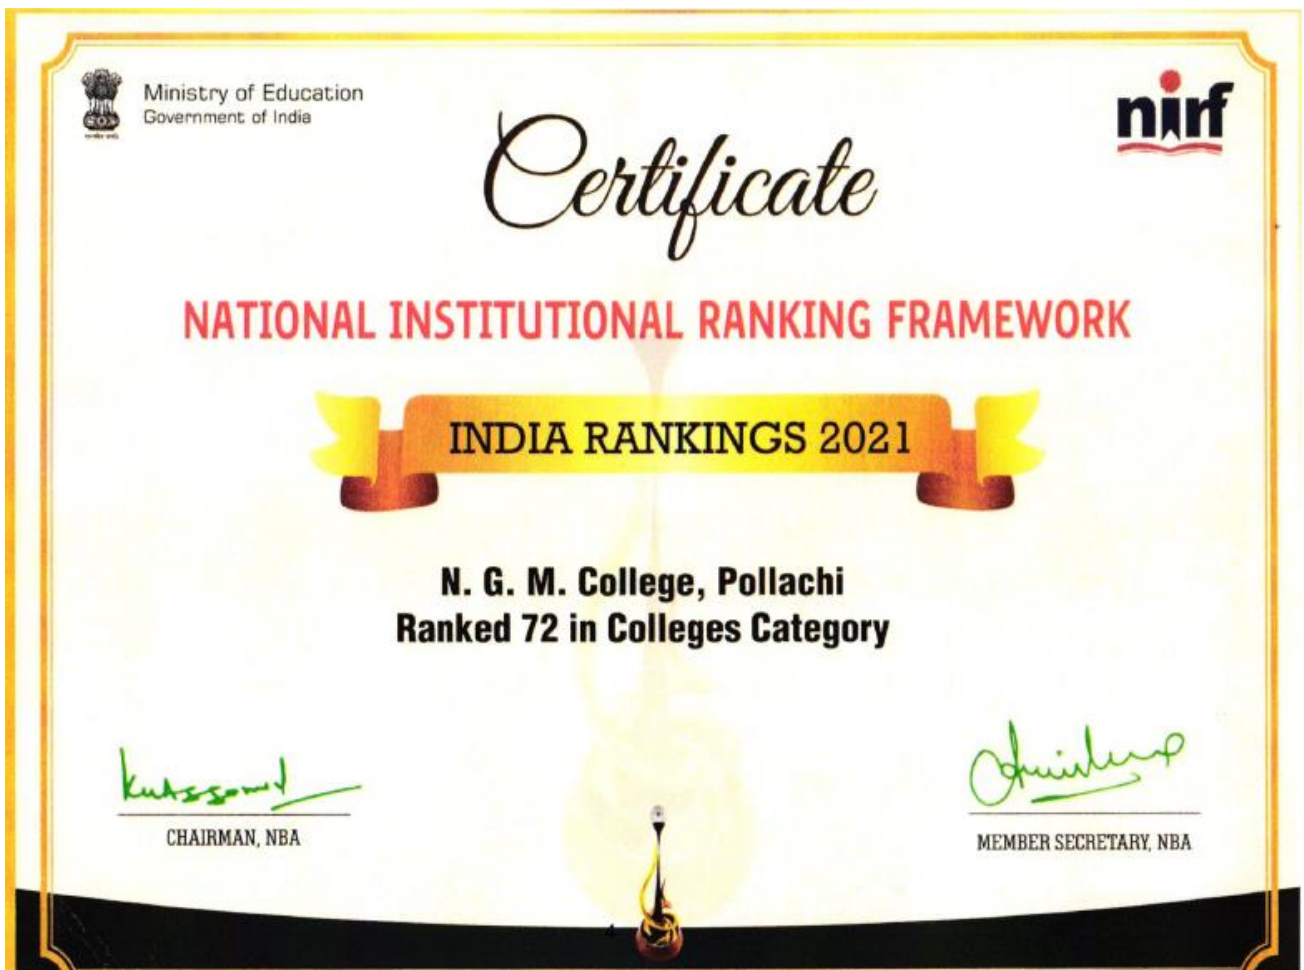 Ministry of Education
Government of India
nirf
Certificate
NATIONAL INSTITUTIONAL RANKING FRAMEWORK
INDIA RANKINGS 2021
N. G. M. College, Pollachi
Ranked 72 in Colleges Category
CHAIRMAN, NBA
MEMBER SECRETARY, NBA
4